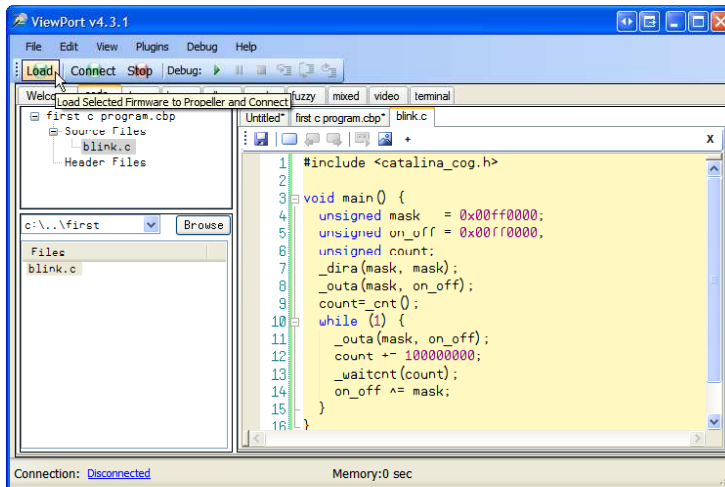 ViewPort v4.3.1
File Edit View Plugins Debug Help
Load Connect Stop Debug:
fuzzy mixed video terminal
Load Selected Firmware to Propeller and Connect
first c program.cbp
Source Files
blink.c
Header Files
c:\..\first Browse
Files
blink.c
Untitled* first c program.cbp* blink.c
x
1 #include <catalina_cog.h>
2
3 void main() {
4 unsigned mask = 0x00ff0000;
5 unsigned on_off = 0x00ff0000,
6 unsigned count;
7 _dira(mask, mask);
8 _outa(mask, on_off);
9 count=_cnt();
10 while (1) {
11 _outa(mask, on_off);
12 count += 100000000;
13 _waitcnt(count);
14 on_off ^= mask;
15 }
16 }
Connection: Disconnected Memory:0 sec